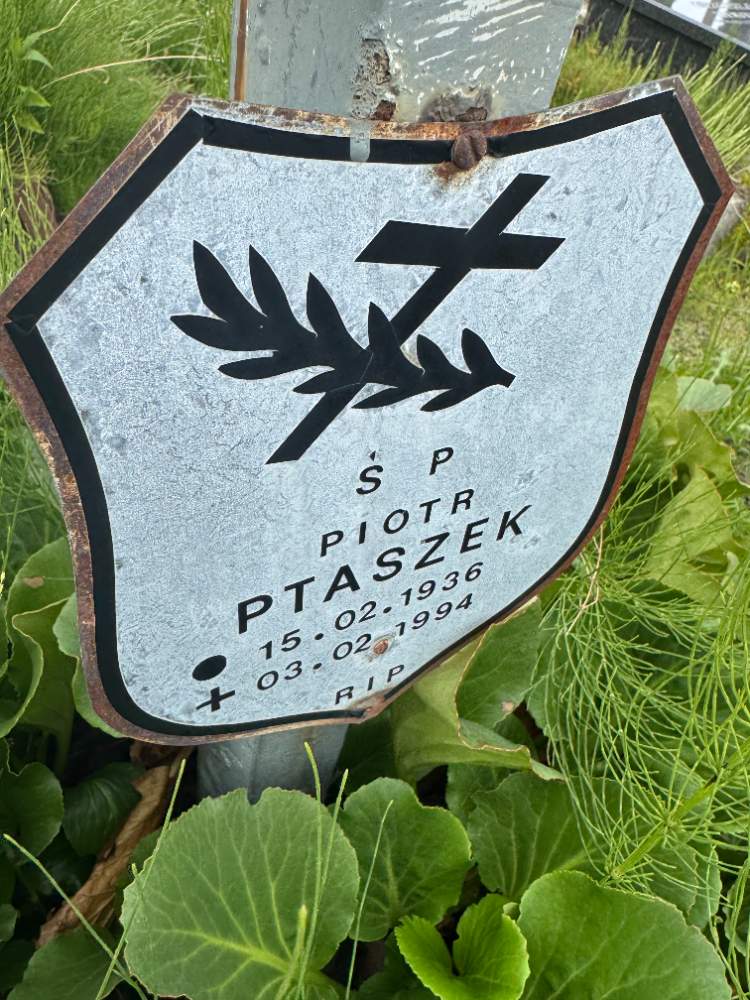 Ś P
PIOTR
PTASZEK
● 15.02.1936
+ 03.02.1994
RIP